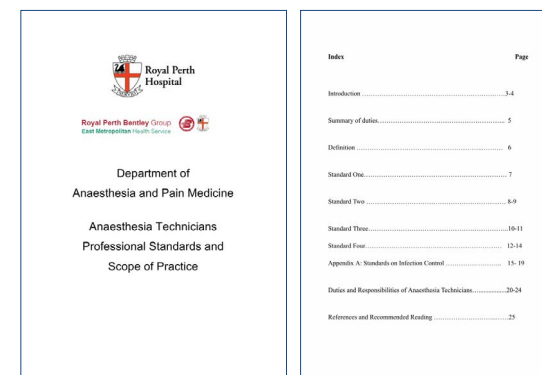 Royal Perth
Hospital
SERVIO
Royal Perth Bentley Group
East Metropolitan Health Service
Department of
Anaesthesia and Pain Medicine
Anaesthesia Technicians
Professional Standards and
Scope of Practice
Index Page
Introduction ........................................................3-4
Summary of duties.................................................. 5
Definition ........................................................ 6
Standard One....................................................... 7
Standard Two ...................................................... 8-9
Standard Three.....................................................10-11
Standard Four...................................................... 12-14
Appendix A: Standards on Infection Control ........................ 15- 19
Duties and Responsibilities of Anaesthesia Technicians.............20-24
References and Recommended Reading ................................25